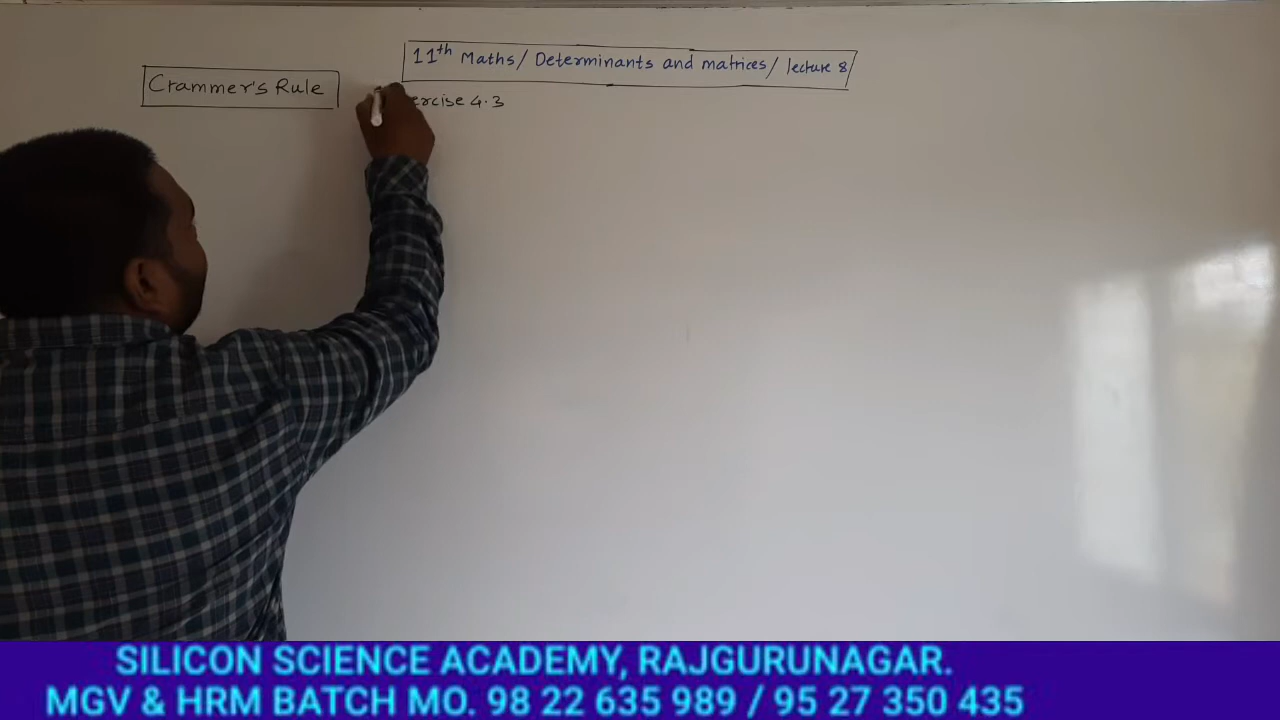 11th Maths/ Determinants and matrices/ lecture 8/
Crammer's Rule
4.3
SILICON SCIENCE ACADEMY, RAJGURUNAGAR.
MGV & HRM BATCH MO. 98 22 635 989 / 95 27 350 435